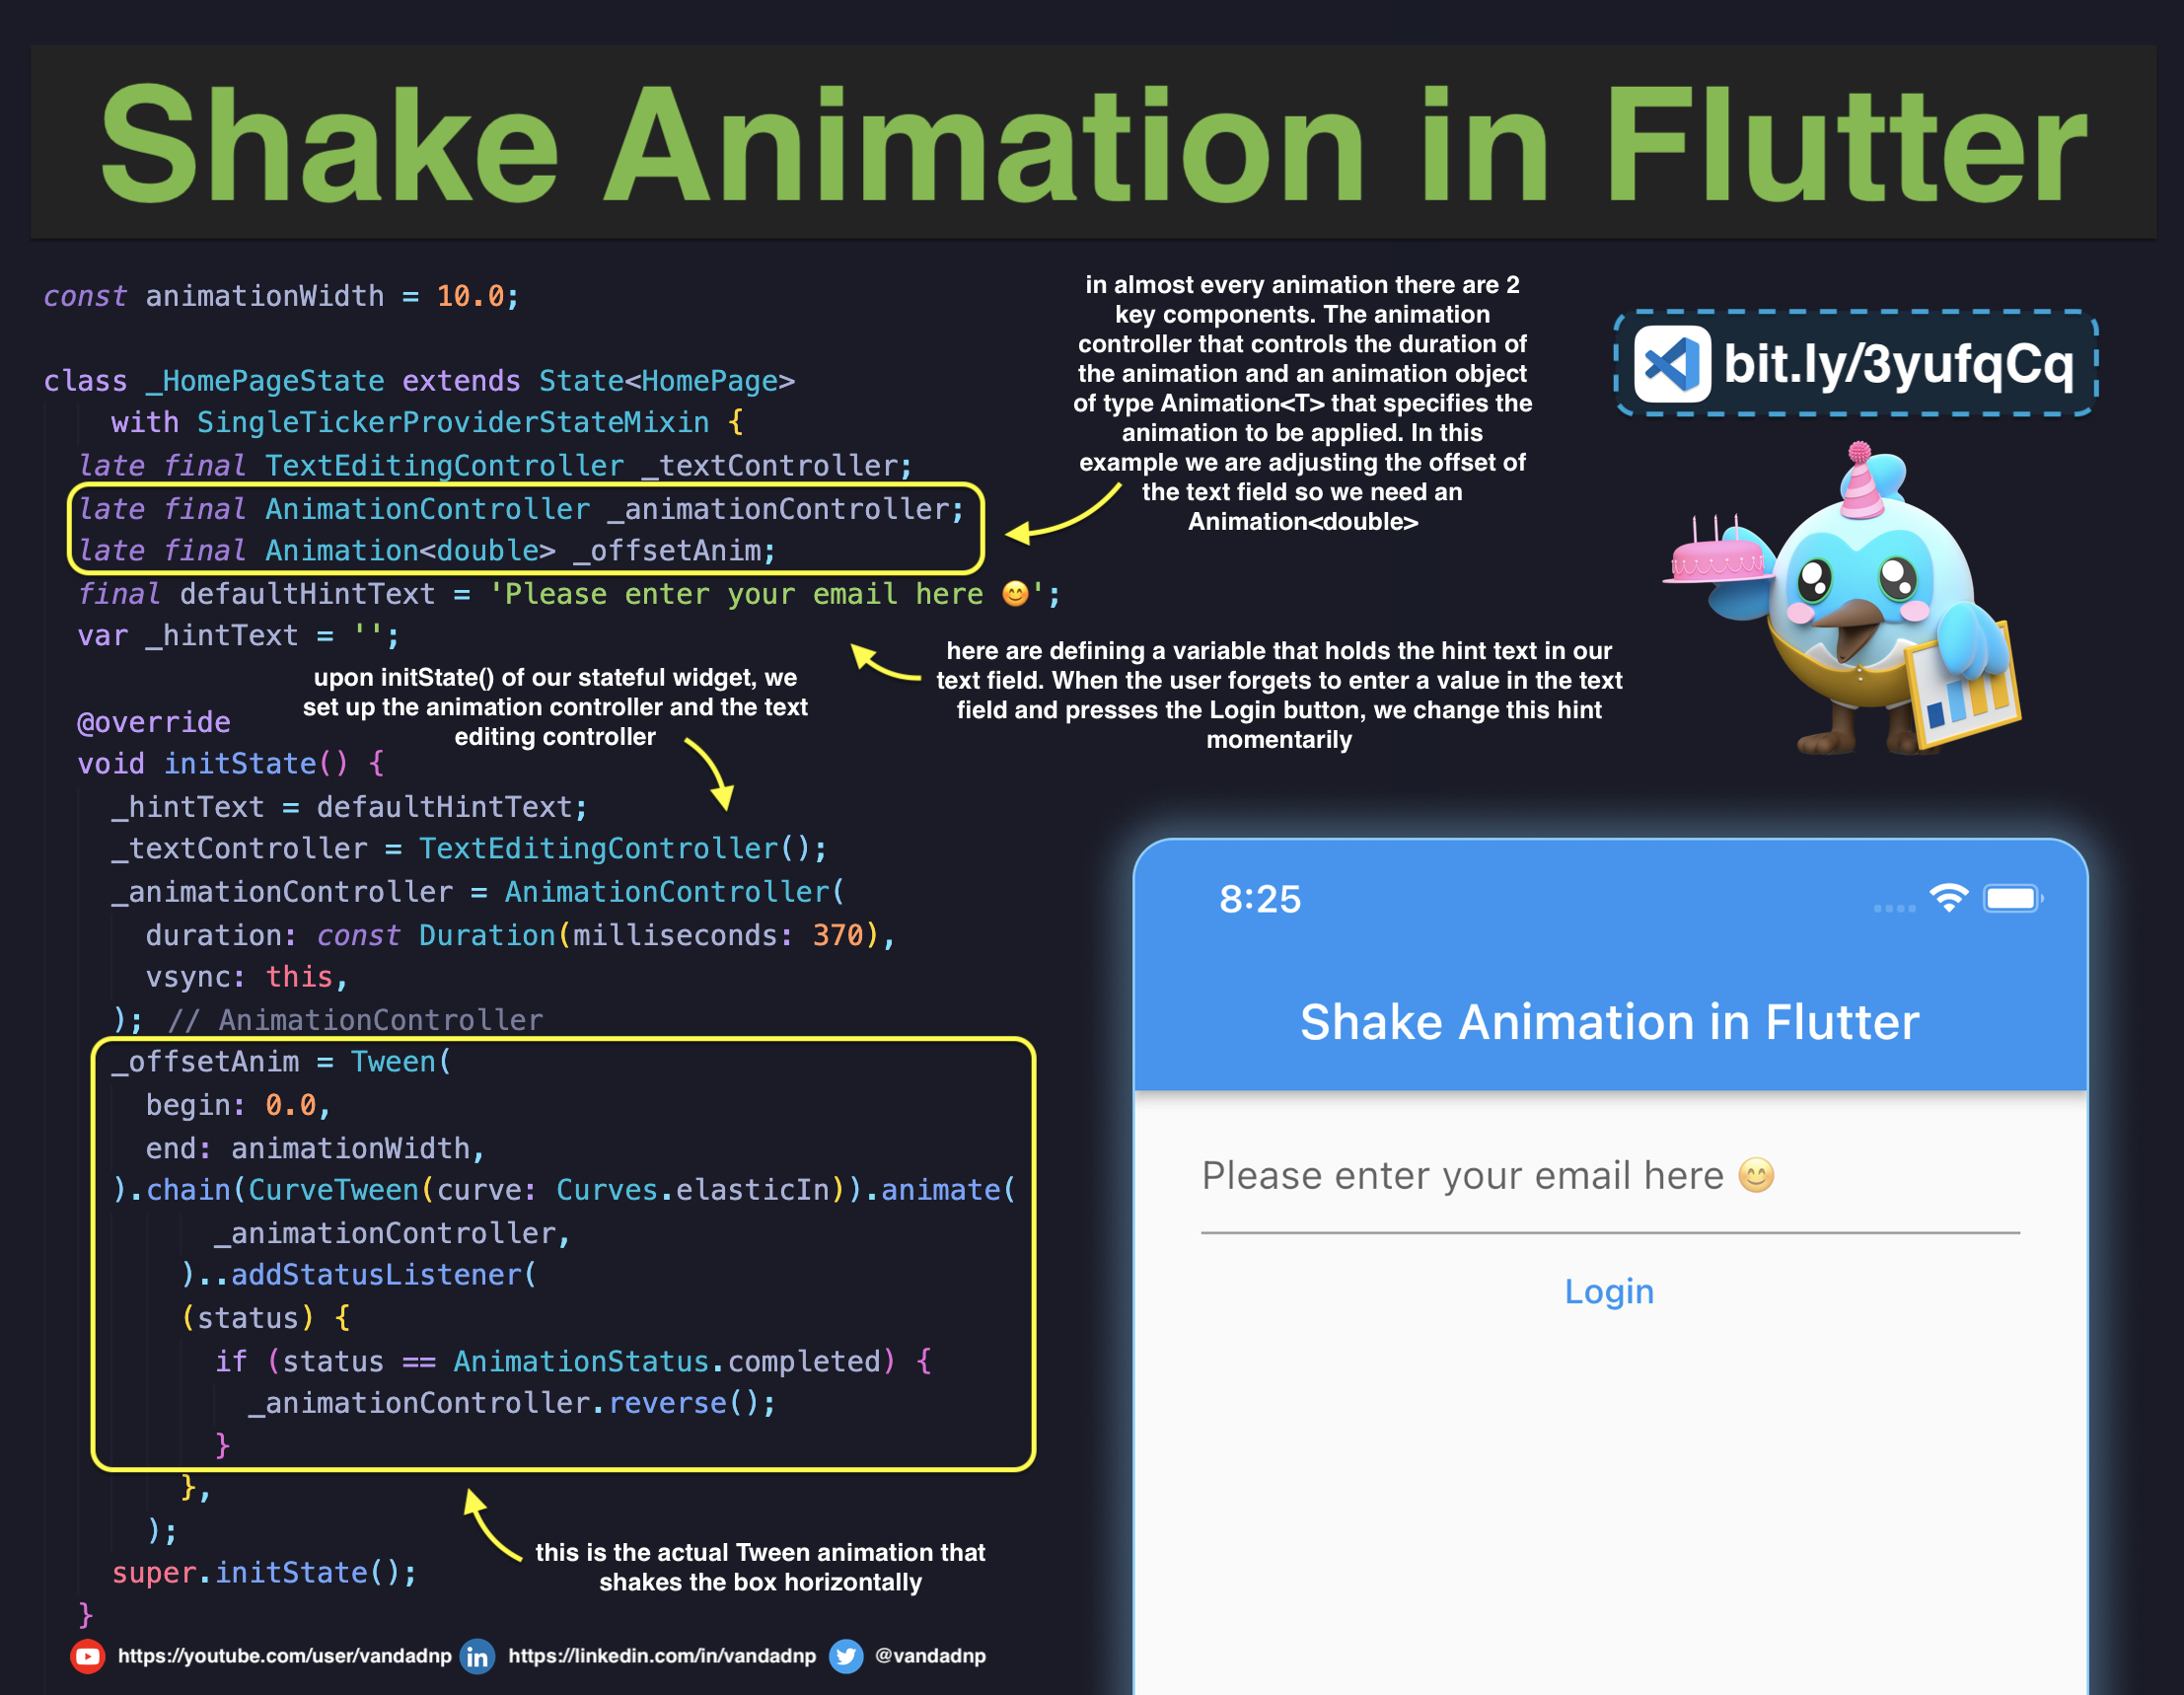 Shake Animation in Flutter
const animationWidth = 10.0;
class _HomePageState extends State<HomePage>
with SingleTickerProviderStateMixin {
late final TextEditingController _textController;
late final AnimationController _animationController;
late final Animation<double> _offsetAnim;
final defaultHintText = 'Please enter your email here 😊';
var _hintText = '';
@override
void initState() {
_hintText = defaultHintText;
_textController = TextEditingController();
_animationController = AnimationController(
duration: const Duration(milliseconds: 370),
vsync: this,
); // AnimationController
_offsetAnim = Tween(
begin: 0.0,
end: animationWidth,
).chain(CurveTween(curve: Curves.elasticIn)).animate(
_animationController,
)..addStatusListener(
(status) {
if (status == AnimationStatus.completed) {
_animationController.reverse();
}
},
);
super.initState();
}
in almost every animation there are 2
key components. The animation
controller that controls the duration of
the animation and an animation object
of type Animation<T> that specifies the
animation to be applied. In this
example we are adjusting the offset of
the text field so we need an
Animation<double>
bit.ly/3yufqCq
here are defining a variable that holds the hint text in our
text field. When the user forgets to enter a value in the text
field and presses the Login button, we change this hint
momentarily
upon initState() of our stateful widget, we
set up the animation controller and the text
editing controller
this is the actual Tween animation that
shakes the box horizontally
8:25
Shake Animation in Flutter
Please enter your email here 😊
Login
https://youtube.com/user/vandadnp
in
https://linkedin.com/in/vandadnp
@vandadnp